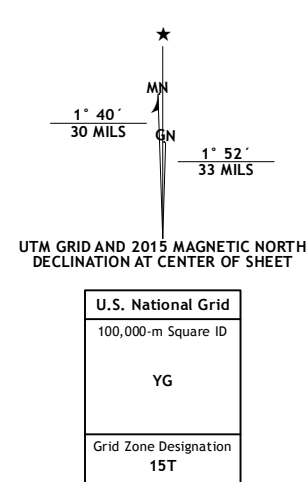 MN
1° 40´
30 MILS
GN
1° 52´
33 MILS
UTM GRID AND 2015 MAGNETIC NORTH
DECLINATION AT CENTER OF SHEET
U.S. National Grid
100,000-m Square ID
YG
Grid Zone Designation
15T